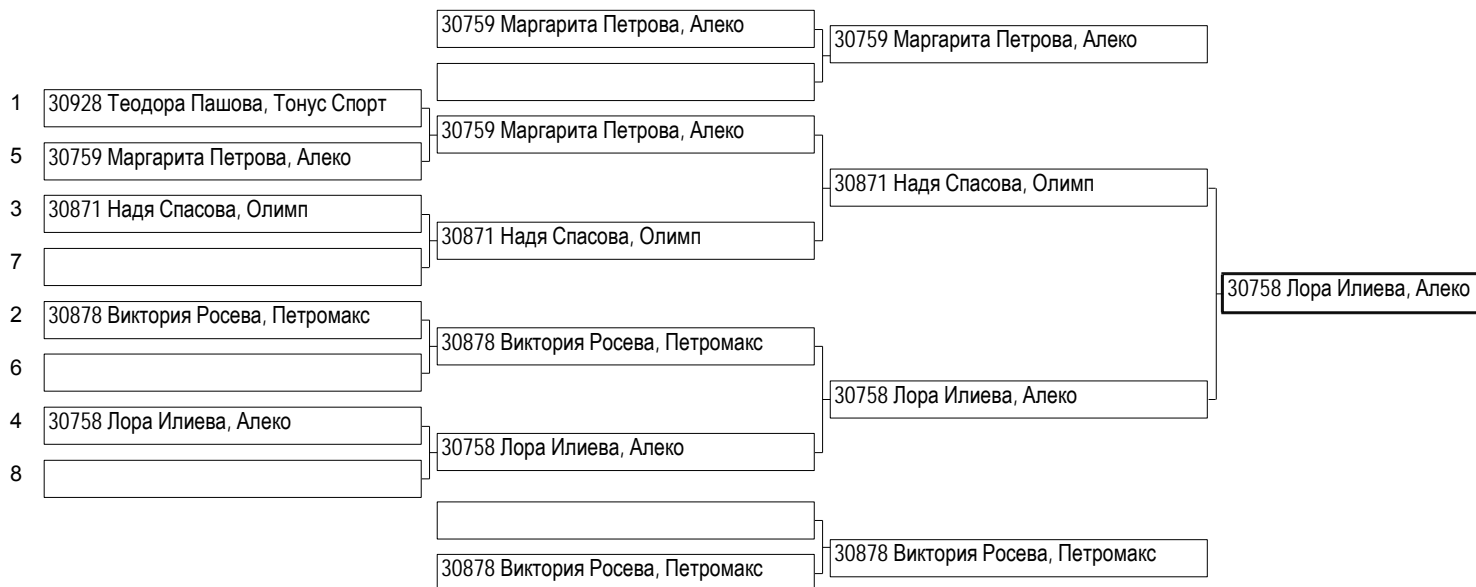 30759 Маргарита Петрова, Алеко
30759 Маргарита Петрова, Алеко
1 30928 Теодора Пашова, Тонус Спорт
30759 Маргарита Петрова, Алеко
5 30759 Маргарита Петрова, Алеко
30871 Надя Спасова, Олимп
3 30871 Надя Спасова, Олимп
30871 Надя Спасова, Олимп
7
30758 Лора Илиева, Алеко
2 30878 Виктория Росева, Петромакс
30878 Виктория Росева, Петромакс
6
30758 Лора Илиева, Алеко
4 30758 Лора Илиева, Алеко
30758 Лора Илиева, Алеко
8
30878 Виктория Росева, Петромакс
30878 Виктория Росева, Петромакс